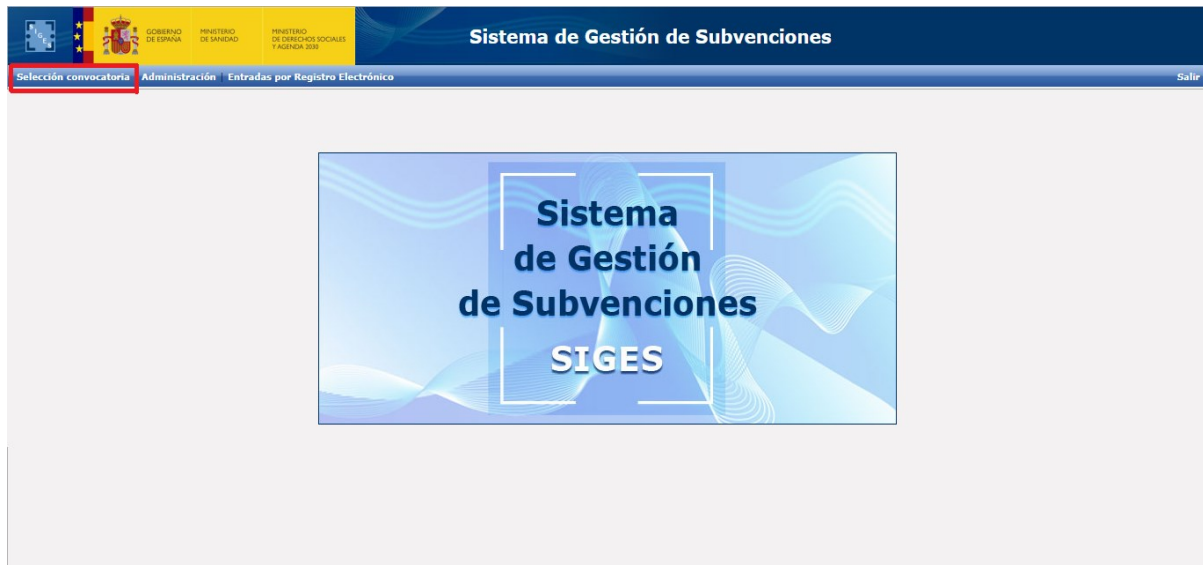 SIGES
GOBIERNO
DE ESPAÑA
MINISTERIO
DE SANIDAD
MINISTERIO
DE DERECHOS SOCIALES
Y AGENDA 2030
Sistema de Gestión de Subvenciones
Selección convocatoria | Administración | Entradas por Registro Electrónico
Salir
Sistema
de Gestión
de Subvenciones
SIGES